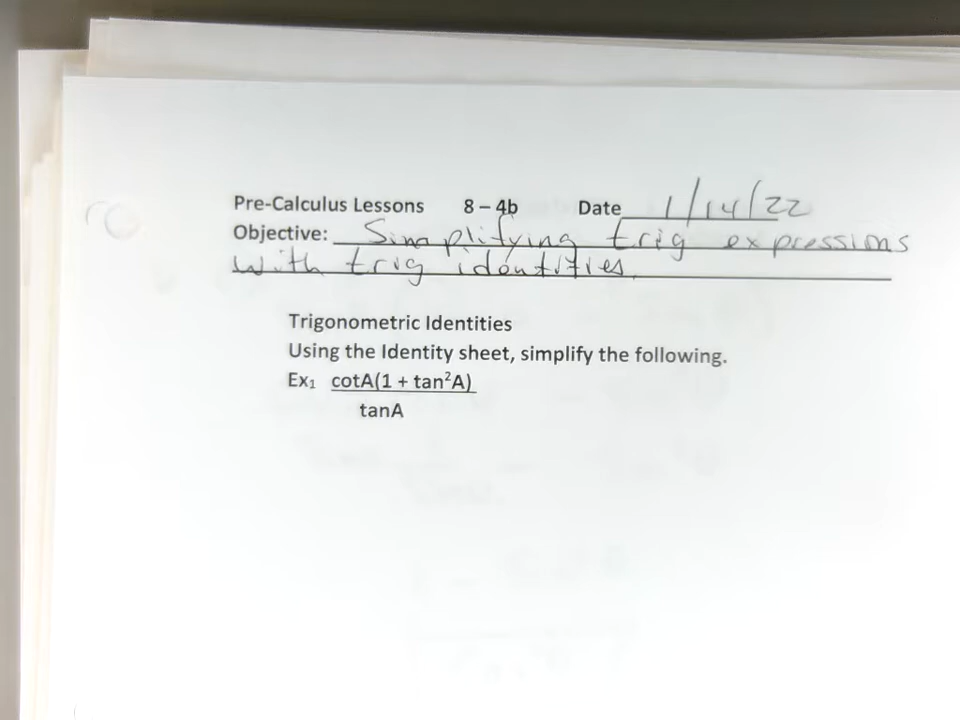 Pre-Calculus Lessons 8 – 4b Date 1/14/22
Objective: Simplifying trig expressions
with trig identities.
Trigonometric Identities
Using the Identity sheet, simplify the following.
Ex₁ cotA(1 + tan²A)
tanA